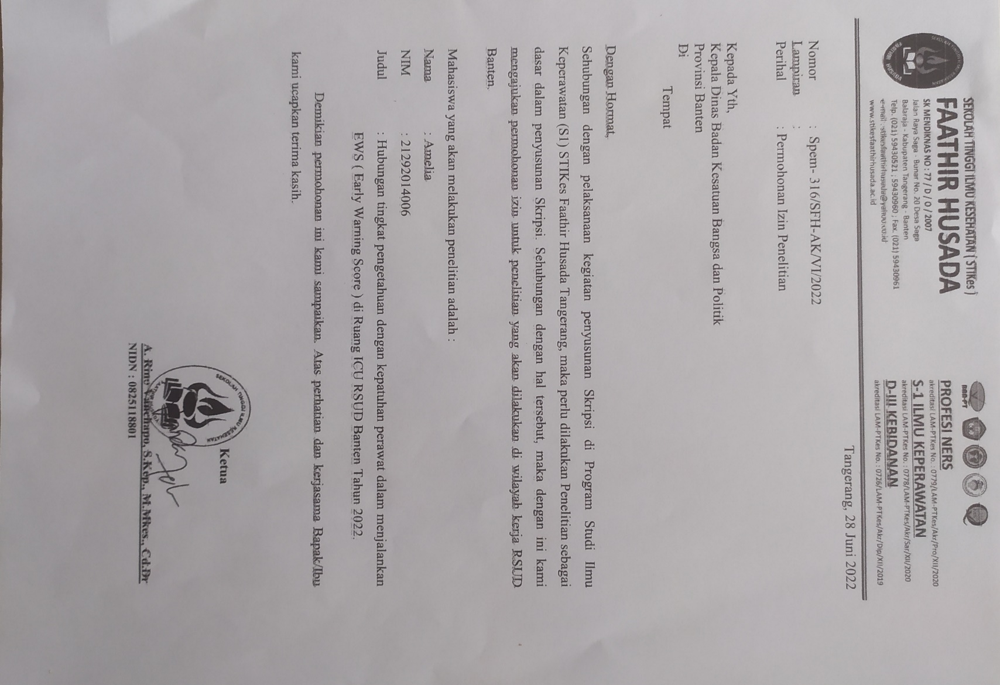 SEKOLAH TINGGI ILMU KESEHATAN ( STIKes )
FAATHIR HUSADA
SK MENDIKNAS NO : 77 / D / O / 2007
Jalan Raya Saga - Bunar No. 20 Desa Saga
Balaraja - Kabupaten Tangerang - Banten
Telp. (021) 59430521 ; 59430960 ; Fax. (021) 59430961
e-mail : stikesfaathirhusada@yahoo.co.id
www.stikesfaathirhusada.ac.id
BAN-PT
PROFESI NERS
akreditasi LAM-PTKes No. : 0779/LAM-PTKes/Akr/Pro/XII/2020
S-1 ILMU KEPERAWATAN
akreditasi LAM-PTKes No. : 0778/LAM-PTKes/Akr/Sar/XII/2020
D-III KEBIDANAN
akreditasi LAM-PTKes No. : 0726/LAM-PTKes/Akr/Dip/XII/2019
Tangerang, 28 Juni 2022
Nomor : Spem- 316/SFH-AK/VI/2022
Lampiran :
Perihal : Permohonan Izin Penelitian
Kepada Yth,
Kepala Dinas Badan Kesatuan Bangsa dan Politik
Provinsi Banten
Di
Tempat
Dengan Hormat,
Sehubungan dengan pelaksanaan kegiatan penyusunan Skripsi di Program Studi Ilmu
Keperawatan (S1) STIKes Faathir Husada Tangerang, maka perlu dilakukan Penelitian sebagai
dasar dalam penyusunan Skripsi. Sehubungan dengan hal tersebut, maka dengan ini kami
mengajukan permohonan izin untuk penelitian yang akan dilakukan di wilayah kerja RSUD
Banten.
Mahasiswa yang akan melakukan penelitian adalah :
Nama : Amelia
NIM : 21292014006
Judul : Hubungan tingkat pengetahuan dengan kepatuhan perawat dalam menjalankan
EWS ( Early Warning Score ) di Ruang ICU RSUD Banten Tahun 2022.
Demikian permohonan ini kami sampaikan. Atas perhatian dan kerjasama Bapak/Ibu
kami ucapkan terima kasih.
Ketua
SEKOLAH TINGGI ILMU KESEHATAN
A. Rino S.Kep., M.Mkes., Cd.Dr
NIDN : 0825118801